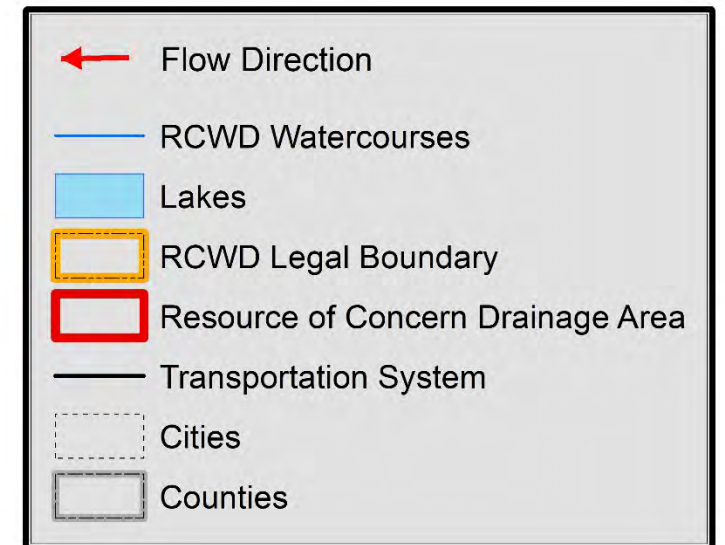 Flow Direction
RCWD Watercourses
Lakes
RCWD Legal Boundary
Resource of Concern Drainage Area
Transportation System
Cities
Counties